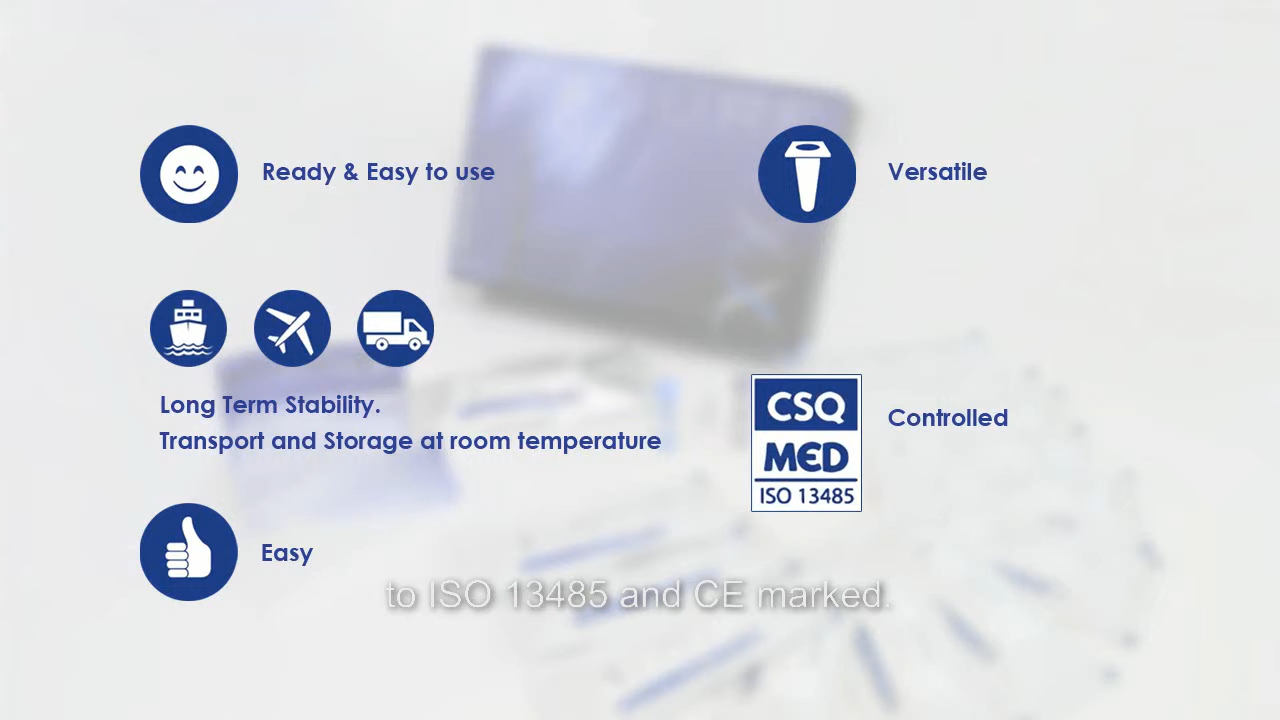 Ready & Easy to use
Versatile
Long Term Stability.
Transport and Storage at room temperature
CSQ
MED
ISO 13485
Controlled
Easy
to ISO 13485 and CE marked.